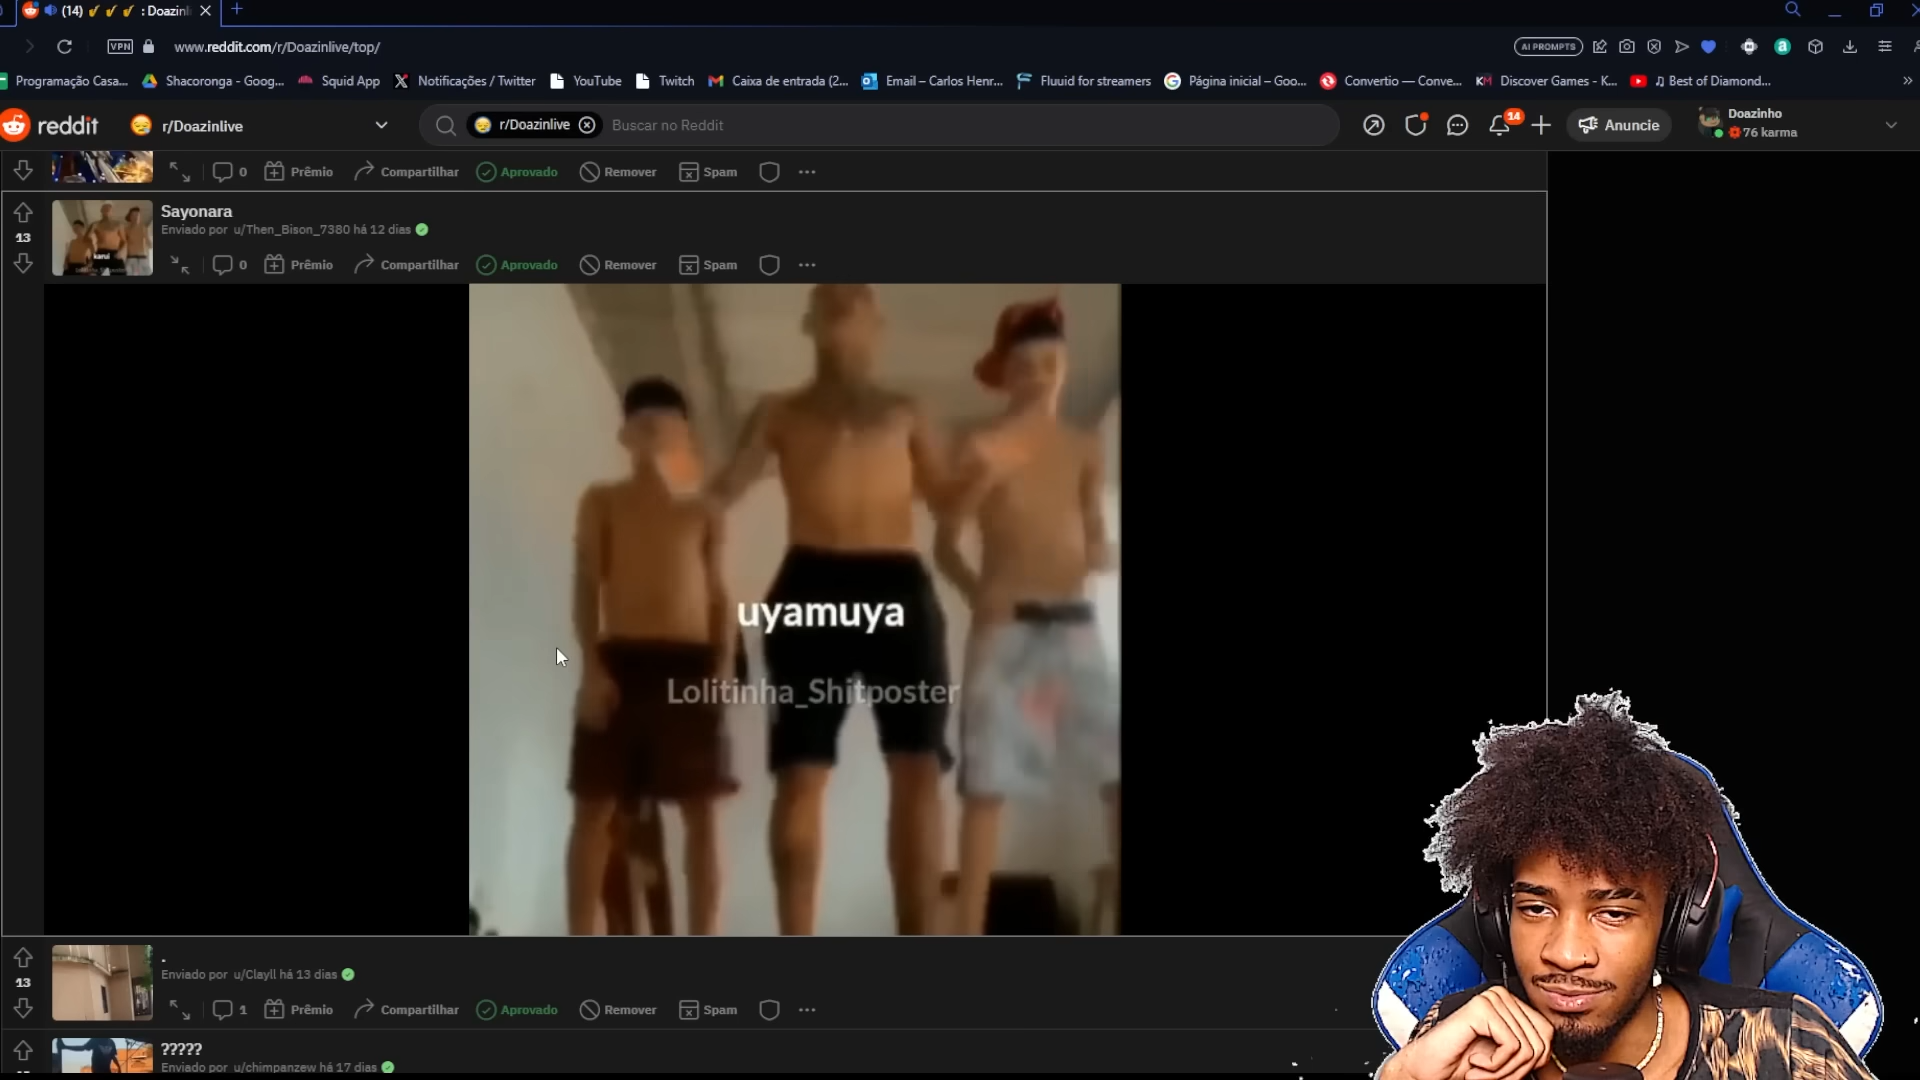 (14) ✔ ✔ ✔ : Doazinl
VPN www.reddit.com/r/Doazinlive/top/ AI PROMPTS
Programação Casa... Shacoronga - Goog... Squid App Notificações / Twitter YouTube Twitch Caixa de entrada (2... Email – Carlos Henr... Fluuid for streamers Página inicial – Goo... Convertio — Conve... Discover Games - K... ♫ Best of Diamond... »
reddit r/Doazinlive r/Doazinlive Buscar no Reddit 14 Anuncie Doazinho
76 karma
0 Prêmio Compartilhar Aprovado Remover Spam
Sayonara
Enviado por u/Then_Bison_7380 há 12 dias
13
0 Prêmio Compartilhar Aprovado Remover Spam
karui
uyamuya
Lolitinha_Shitposter
.
Enviado por u/Clayll há 13 dias
13
1 Prêmio Compartilhar Aprovado Remover Spam
?????
Enviado por u/chimpanzew há 17 dias